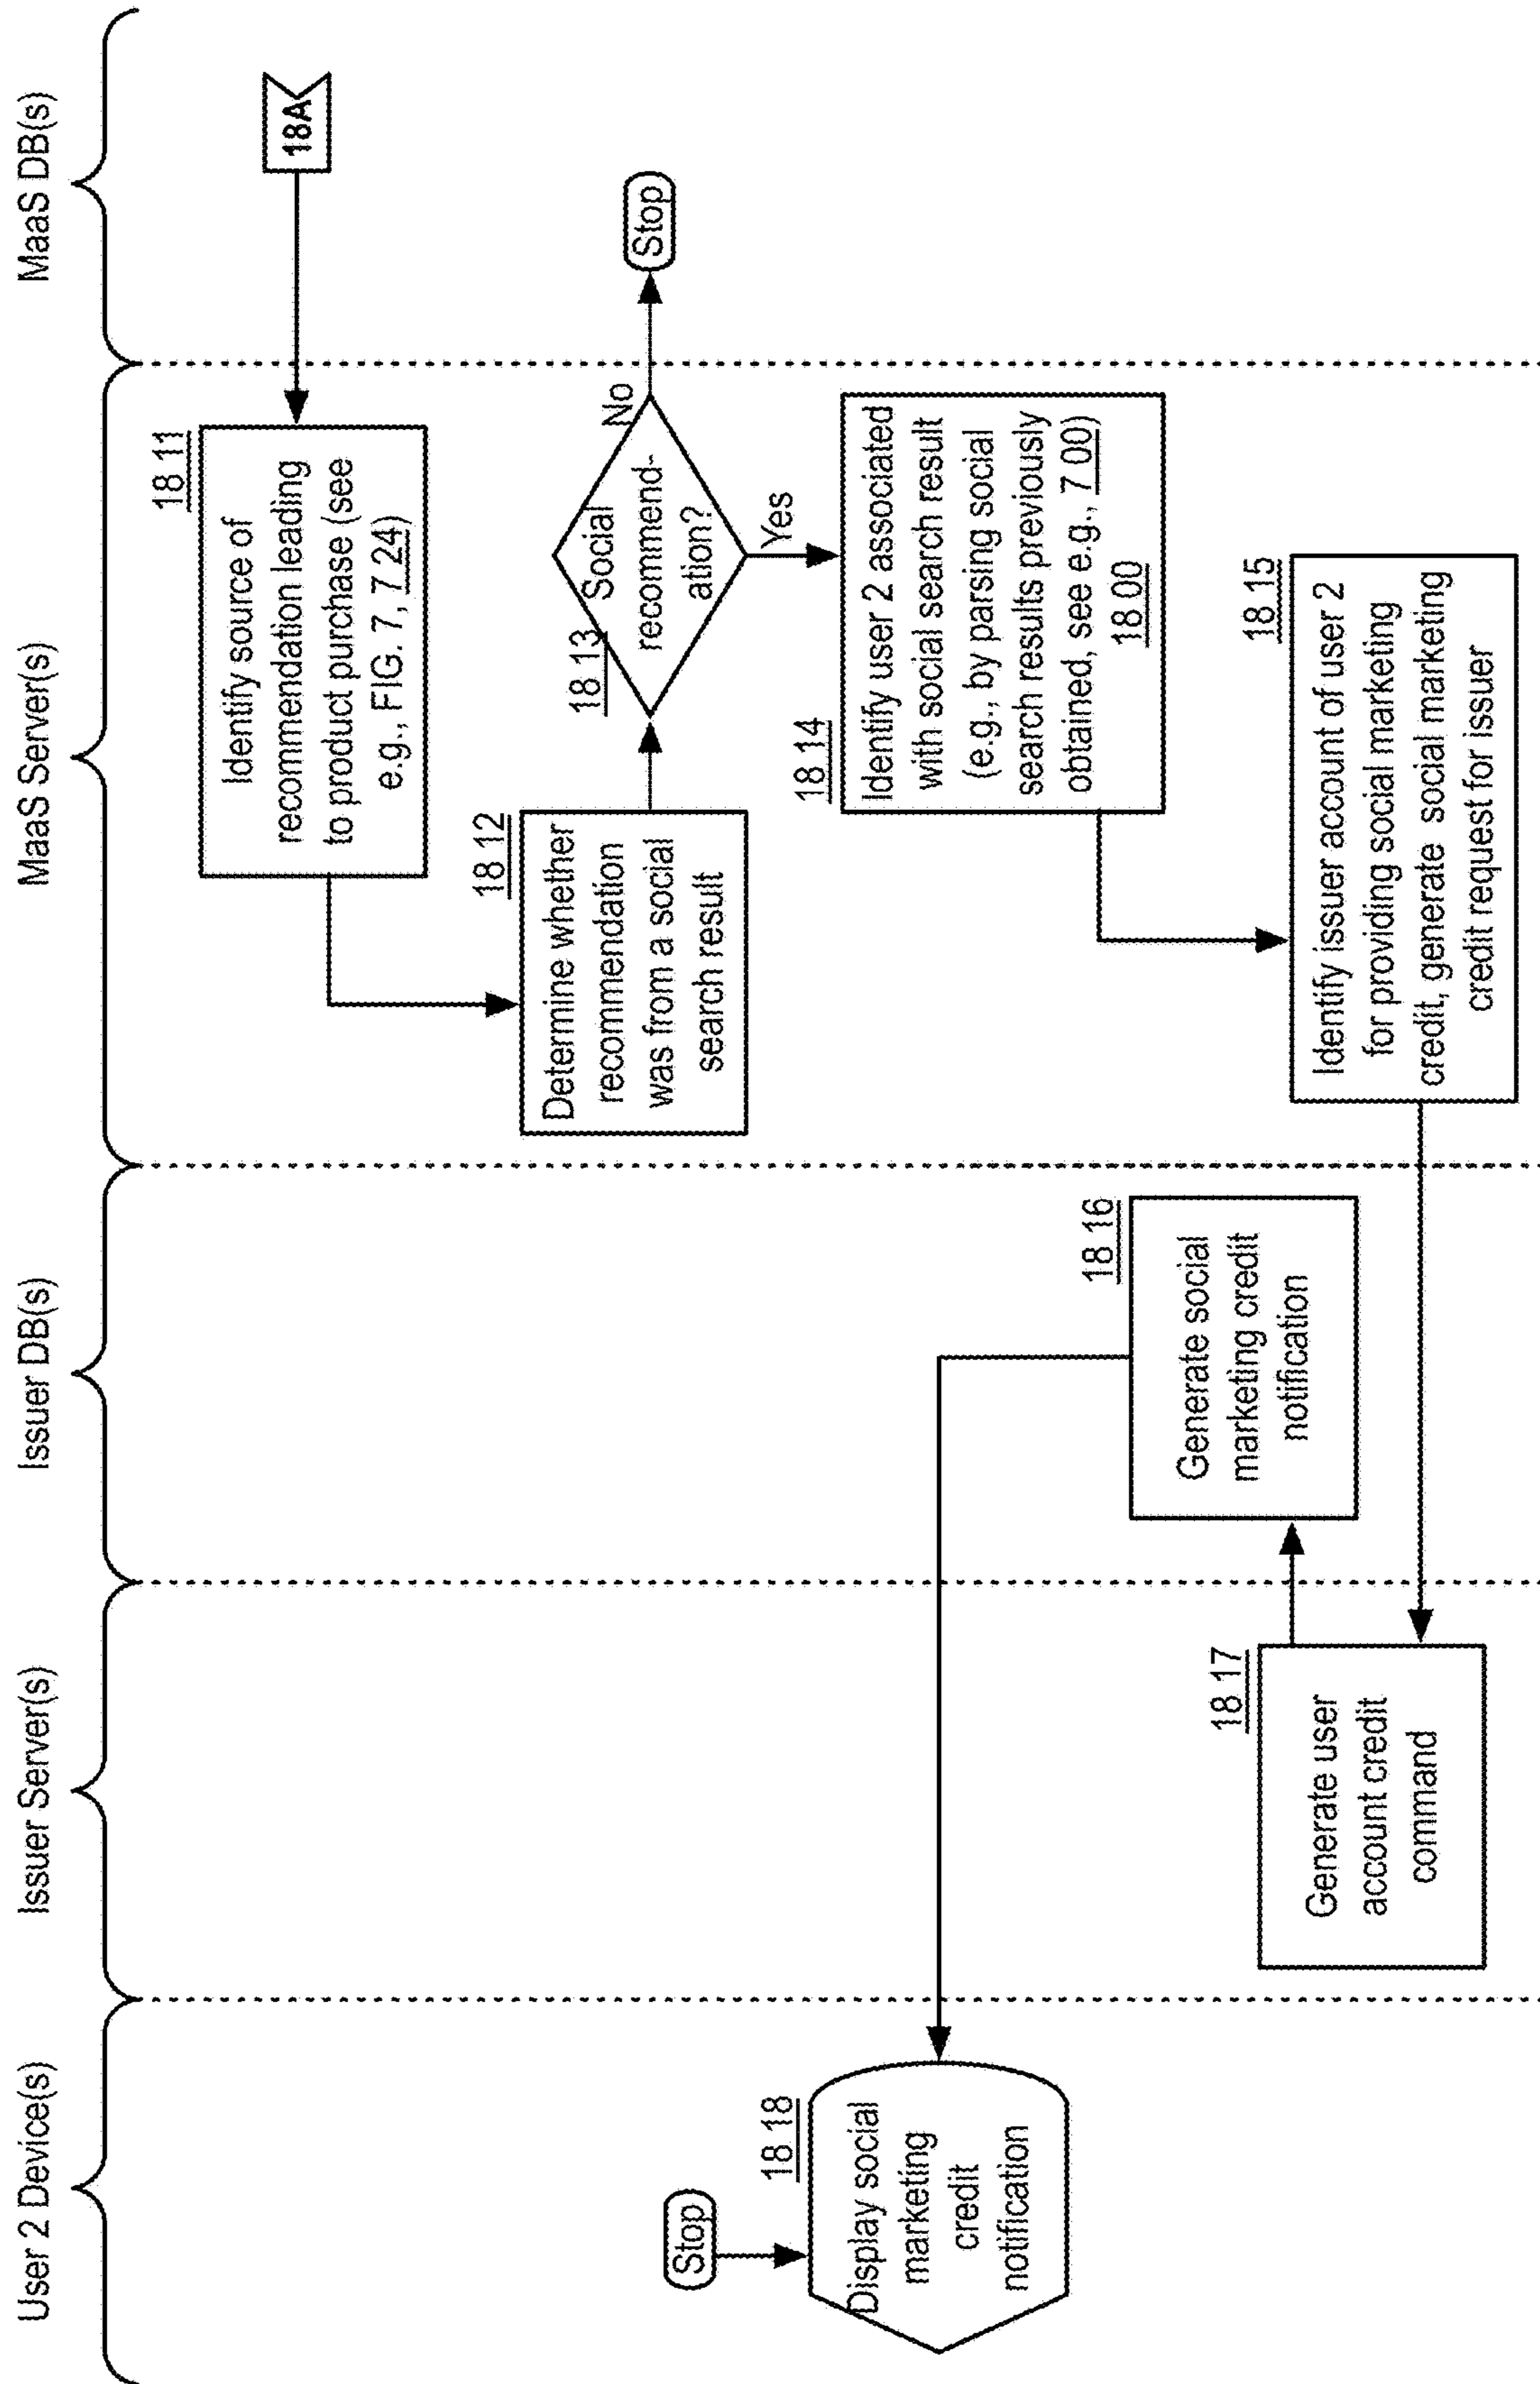 User 2 Device(s)
Issuer Server(s)
Issuer DB(s)
MaaS Server(s)
MaaS DB(s)
18A
18 11
Identify source of
recommendation leading
to product purchase (see
e.g., FIG. 7, 7 24)
18 12
Determine whether
recommendation
was from a social
search result
18 13
Social
recommend-
ation?
No
Stop
Yes
18 14
Identify user 2 associated
with social search result
(e.g., by parsing social
search results previously
obtained, see e.g., 7 00)
18 00
18 15
Identify issuer account of user 2
for providing social marketing
credit, generate social marketing
credit request for issuer
18 17
Generate user
account credit
command
18 16
Generate social
marketing credit
notification
Stop
18 18
Display social
marketing
credit
notification